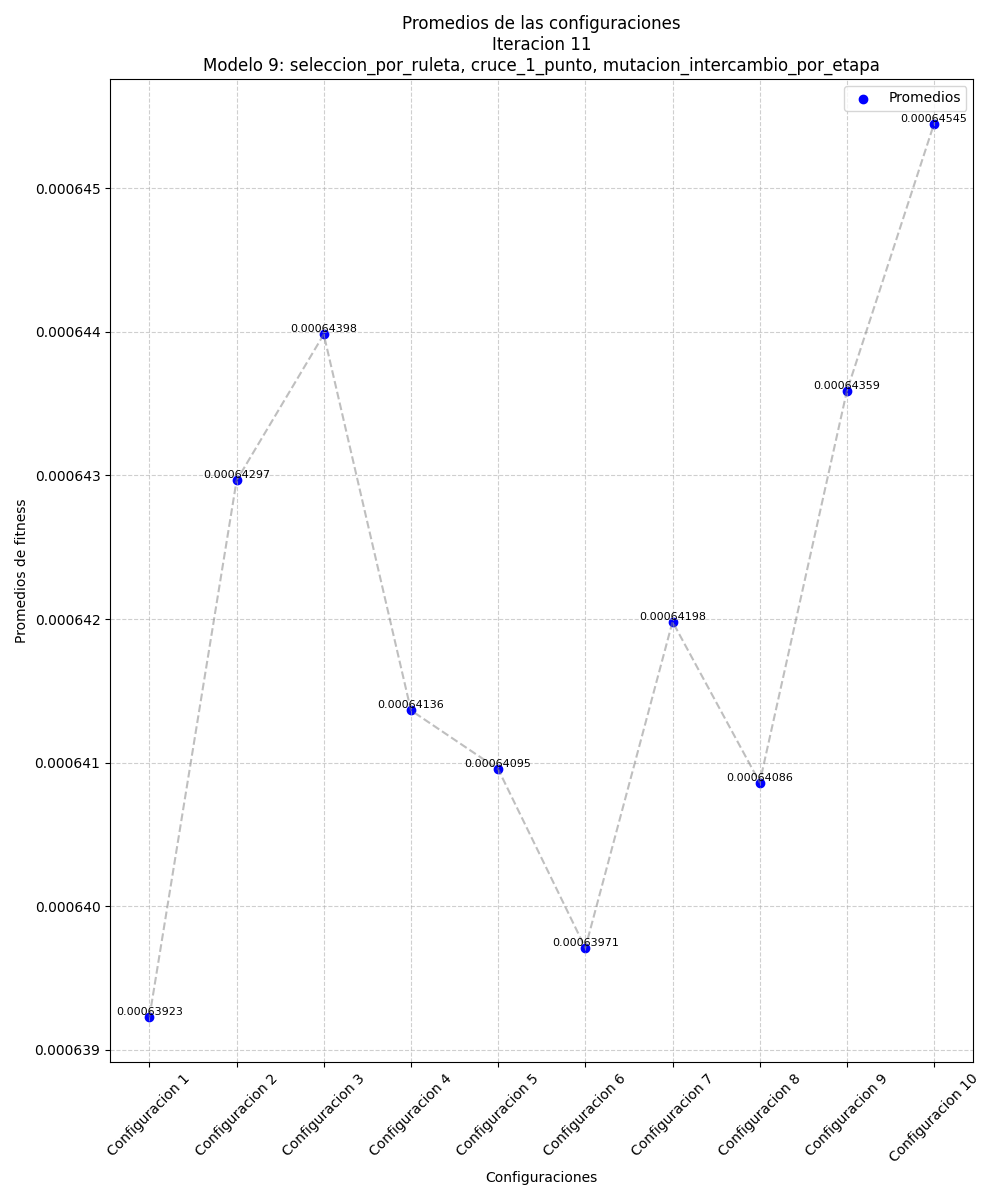 Promedios de las configuraciones
Iteracion 11
Modelo 9: seleccion_por_ruleta, cruce_1_punto, mutacion_intercambio_por_etapa
Promedios
0.00064545
0.000645
0.000644
0.00064398
0.00064359
0.000643
0.00064297
0.000642
0.00064198
0.00064136
0.000641
0.00064095
0.00064086
0.000640
0.00063971
0.00063923
0.000639
Promedios de fitness
Configuracion 1
Configuracion 2
Configuracion 3
Configuracion 4
Configuracion 5
Configuracion 6
Configuracion 7
Configuracion 8
Configuracion 9
Configuracion 10
Configuraciones